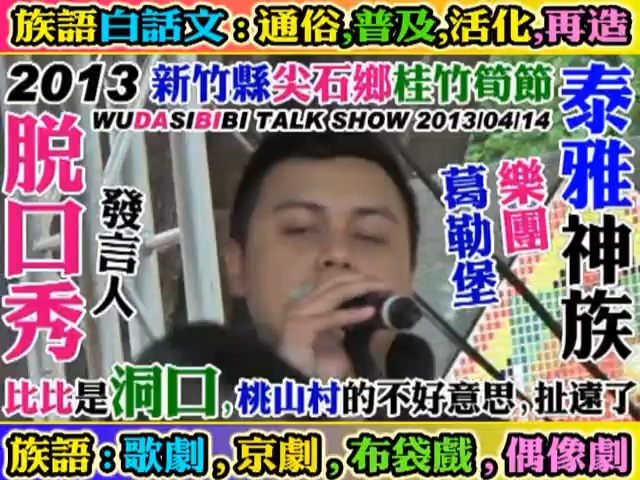 族語白話文:通俗,普及,活化,再造
2013 新竹縣尖石鄉桂竹筍節
WUDASIBIBI TALK SHOW 2013/04/14
脫口秀
發言人
葛勒堡
樂團
泰雅神族
比比是洞口,桃山村的不好意思,扯遠了
族語:歌劇,京劇,布袋戲,偶像劇